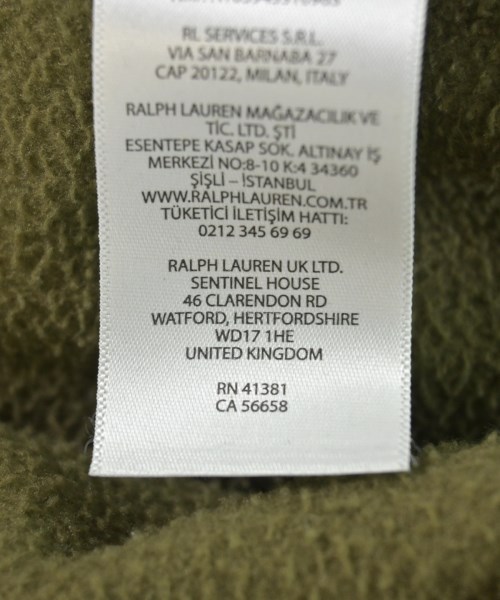 RL SERVICES S.R.L.
VIA SAN BARNABA 27
CAP 20122, MILAN, ITALY
RALPH LAUREN MAĞAZACILIK VE
TİC. LTD. ŞTİ
ESENTEPE KASAP SOK. ALTINAY İŞ
MERKEZİ NO:8-10 K:4 34360
ŞİŞLİ – İSTANBUL
WWW.RALPHLAUREN.COM.TR
TÜKETİCİ İLETİŞİM HATTI:
0212 345 69 69
RALPH LAUREN UK LTD.
SENTINEL HOUSE
46 CLARENDON RD
WATFORD, HERTFORDSHIRE
WD17 1HE
UNITED KINGDOM
RN 41381
CA 56658